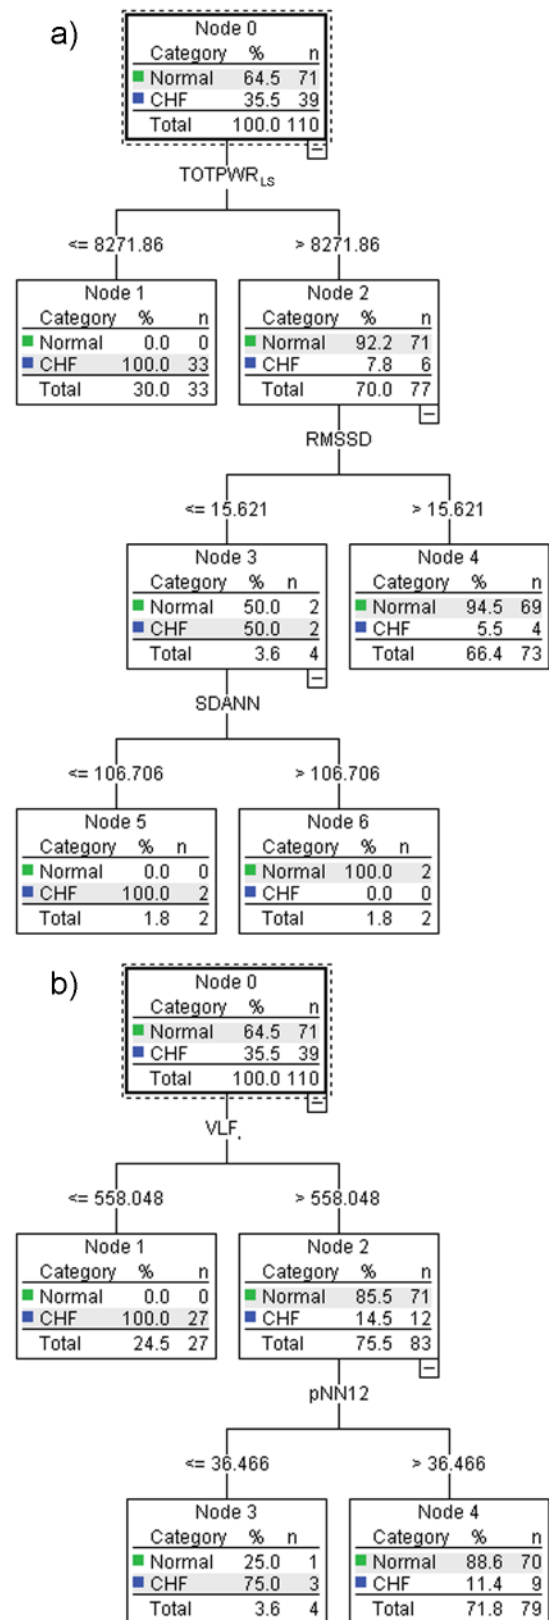 a)
Node 0
Category % n
Normal 64.5 71
CHF 35.5 39
Total 100.0 110
TOTPWR_LS
<= 8271.86 > 8271.86
Node 1
Category % n
Normal 0.0 0
CHF 100.0 33
Total 30.0 33
Node 2
Category % n
Normal 92.2 71
CHF 7.8 6
Total 70.0 77
RMSSD
<= 15.621 > 15.621
Node 3
Category % n
Normal 50.0 2
CHF 50.0 2
Total 3.6 4
Node 4
Category % n
Normal 94.5 69
CHF 5.5 4
Total 66.4 73
SDANN
<= 106.706 > 106.706
Node 5
Category % n
Normal 0.0 0
CHF 100.0 2
Total 1.8 2
Node 6
Category % n
Normal 100.0 2
CHF 0.0 0
Total 1.8 2
b)
Node 0
Category % n
Normal 64.5 71
CHF 35.5 39
Total 100.0 110
VLF
<= 558.048 > 558.048
Node 1
Category % n
Normal 0.0 0
CHF 100.0 27
Total 24.5 27
Node 2
Category % n
Normal 85.5 71
CHF 14.5 12
Total 75.5 83
pNN12
<= 36.466 > 36.466
Node 3
Category % n
Normal 25.0 1
CHF 75.0 3
Total 3.6 4
Node 4
Category % n
Normal 88.6 70
CHF 11.4 9
Total 71.8 79